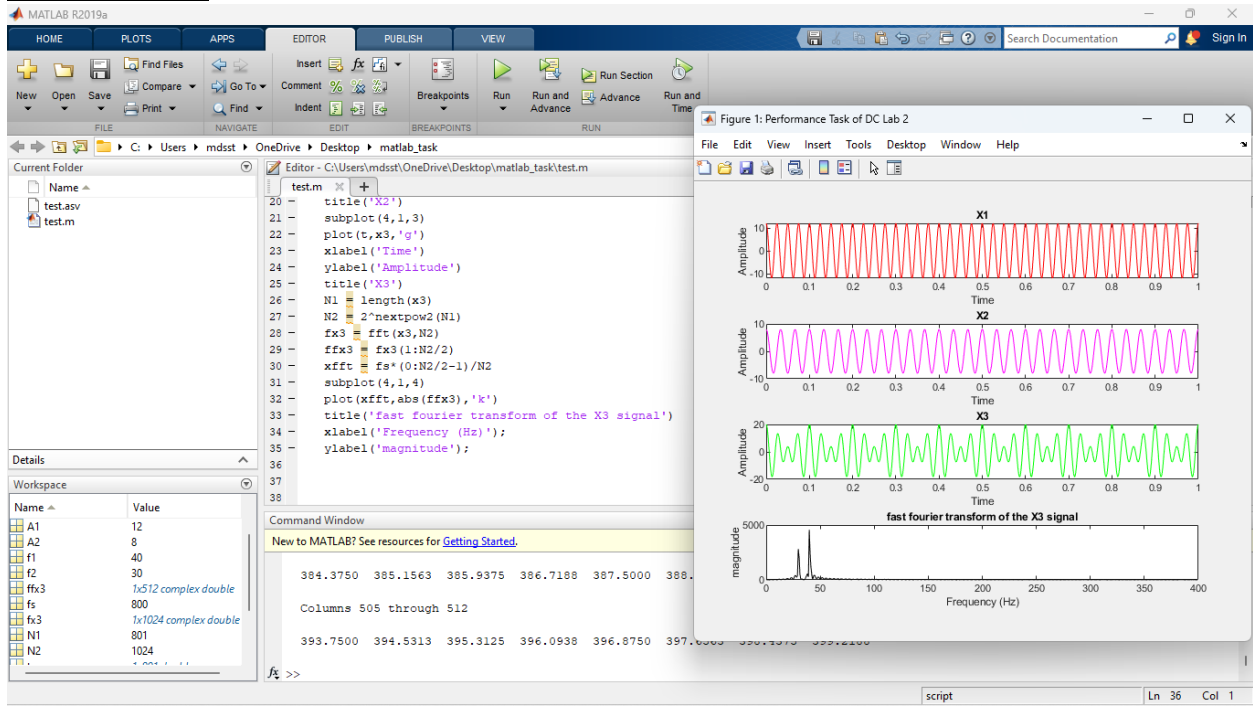 MATLAB R2019a
HOME PLOTS APPS EDITOR PUBLISH VIEW Search Documentation Sign In
New Open Save Find Files Compare Print Go To Find Insert fx Comment Indent Breakpoints Run Run and Advance Run Section Advance Run and Time
FILE NAVIGATE EDIT BREAKPOINTS RUN
C: Users mdsst OneDrive Desktop matlab_task
Current Folder
Name
test.asv
test.m
Details
Workspace
Name Value
A1 12
A2 8
f1 40
f2 30
ffx3 1x512 complex double
fs 800
fx3 1x1024 complex double
N1 801
N2 1024
Editor - C:\Users\mdsst\OneDrive\Desktop\matlab_task\test.m
test.m
20 - title('X2')
21 - subplot(4,1,3)
22 - plot(t,x3,'g')
23 - xlabel('Time')
24 - ylabel('Amplitude')
25 - title('X3')
26 - N1 = length(x3)
27 - N2 = 2^nextpow2(N1)
28 - fx3 = fft(x3,N2)
29 - ffx3 = fx3(1:N2/2)
30 - xfft = fs*(0:N2/2-1)/N2
31 - subplot(4,1,4)
32 - plot(xfft,abs(ffx3),'k')
33 - title('fast fourier transform of the X3 signal')
34 - xlabel('Frequency (Hz)');
35 - ylabel('magnitude');
36
37
38
Command Window
New to MATLAB? See resources for Getting Started.
384.3750 385.1563 385.9375 386.7188 387.5000 388.
Columns 505 through 512
393.7500 394.5313 395.3125 396.0938 396.8750
fx >>
script Ln 36 Col 1
Figure 1: Performance Task of DC Lab 2
File Edit View Insert Tools Desktop Window Help
X1
Amplitude
10
0
-10
0 0.1 0.2 0.3 0.4 0.5 0.6 0.7 0.8 0.9 1
Time
X2
Amplitude
10
0
-10
0 0.1 0.2 0.3 0.4 0.5 0.6 0.7 0.8 0.9 1
Time
X3
Amplitude
20
0
-20
0 0.1 0.2 0.3 0.4 0.5 0.6 0.7 0.8 0.9 1
Time
fast fourier transform of the X3 signal
magnitude
5000
0
0 50 100 150 200 250 300 350 400
Frequency (Hz)